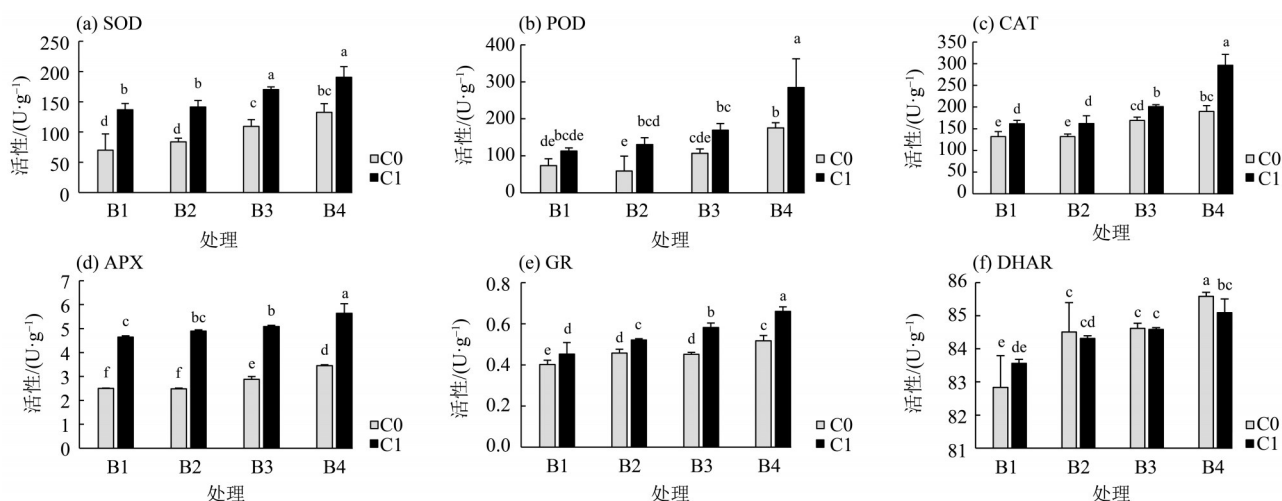 (a) SOD
活性/(U·g⁻¹)
250
200
150
100
50
0
d
b
d
b
c
a
bc
a
B1 B2 B3 B4
处理
C0
C1
(b) POD
活性/(U·g⁻¹)
400
300
200
100
0
de
bcde
e
bcd
cde
bc
b
a
B1 B2 B3 B4
处理
C0
C1
(c) CAT
活性/(U·g⁻¹)
350
300
250
200
150
100
50
0
e
d
e
d
cd
b
bc
a
B1 B2 B3 B4
处理
C0
C1
(d) APX
活性/(U·g⁻¹)
7
6
5
4
3
2
1
0
f
c
f
bc
e
b
d
a
B1 B2 B3 B4
处理
C0
C1
(e) GR
活性/(U·g⁻¹)
0.8
0.6
0.4
0.2
0.0
e
d
d
c
d
b
c
a
B1 B2 B3 B4
处理
C0
C1
(f) DHAR
活性/(U·g⁻¹)
86
85
84
83
82
81
e
de
c
cd
c
c
a
bc
B1 B2 B3 B4
处理
C0
C1